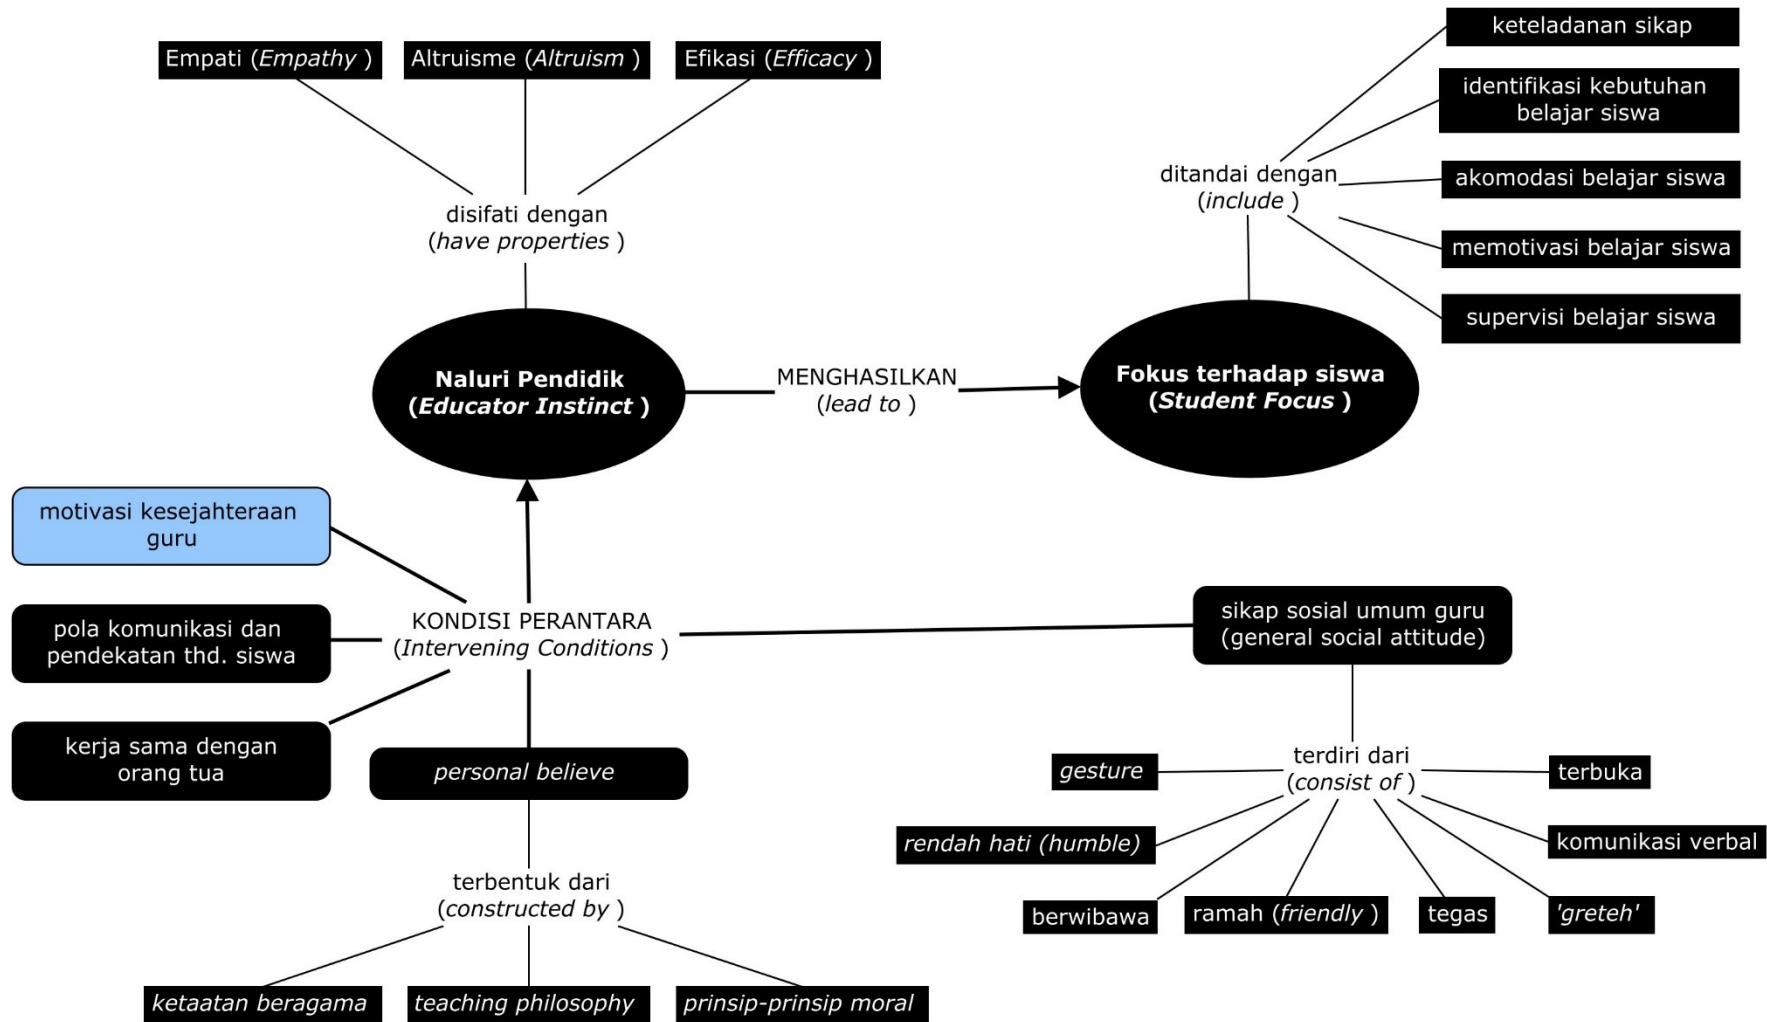 Empati (Empathy )
Altruisme (Altruism )
Efikasi (Efficacy )
disifati dengan
(have properties )
Naluri Pendidik
(Educator Instinct )
MENGHASILKAN
(lead to )
Fokus terhadap siswa
(Student Focus )
ditandai dengan
(include )
keteladanan sikap
identifikasi kebutuhan
belajar siswa
akomodasi belajar siswa
memotivasi belajar siswa
supervisi belajar siswa
motivasi kesejahteraan
guru
pola komunikasi dan
pendekatan thd. siswa
kerja sama dengan
orang tua
KONDISI PERANTARA
(Intervening Conditions )
personal believe
terbentuk dari
(constructed by )
ketaatan beragama
teaching philosophy
prinsip-prinsip moral
sikap sosial umum guru
(general social attitude)
terdiri dari
(consist of )
gesture
rendah hati (humble)
berwibawa
ramah (friendly )
tegas
'greteh'
komunikasi verbal
terbuka